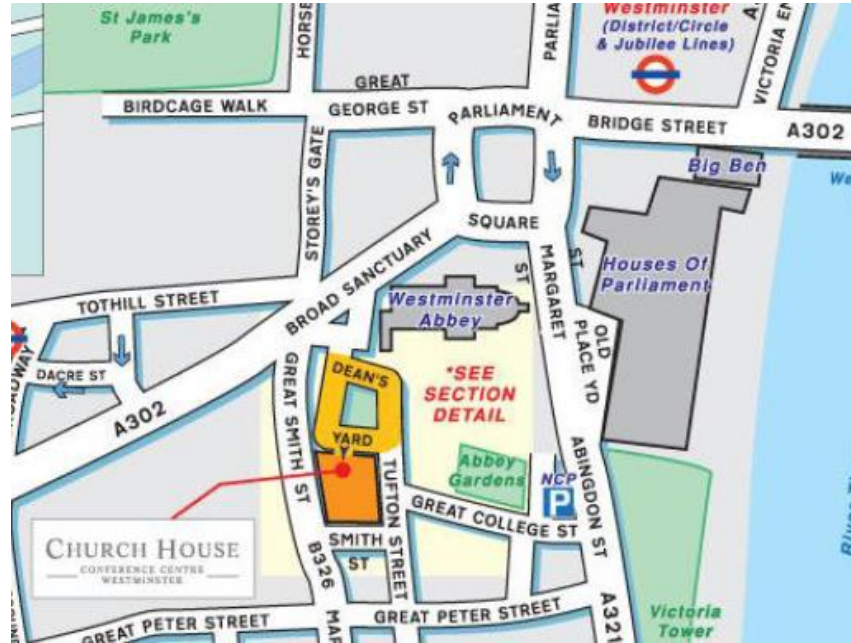 St James's
Park
HORSE
Westminster
(District/Circle
& Jubilee Lines)
GREAT
BIRDCAGE WALK
GEORGE ST
PARLIAMENT
BRIDGE STREET
A302
Big Ben
STOREY'S GATE
SQUARE
BROAD SANCTUARY
ST
MARGARET
ST
Houses Of
Parliament
TOTHILL STREET
Westminster
Abbey
OLD
PLACE YD
DACRE ST
DEAN'S
*SEE
SECTION
DETAIL
A302
GREAT SMITH ST
YARD
Abbey
Gardens
NCP
P
ABINGDON ST
TUFTON STREET
GREAT COLLEGE ST
CHURCH HOUSE
CONFERENCE CENTRE
WESTMINSTER
SMITH
ST
B326
GREAT PETER STREET
GREAT PETER STREET
A321
Victoria
Tower